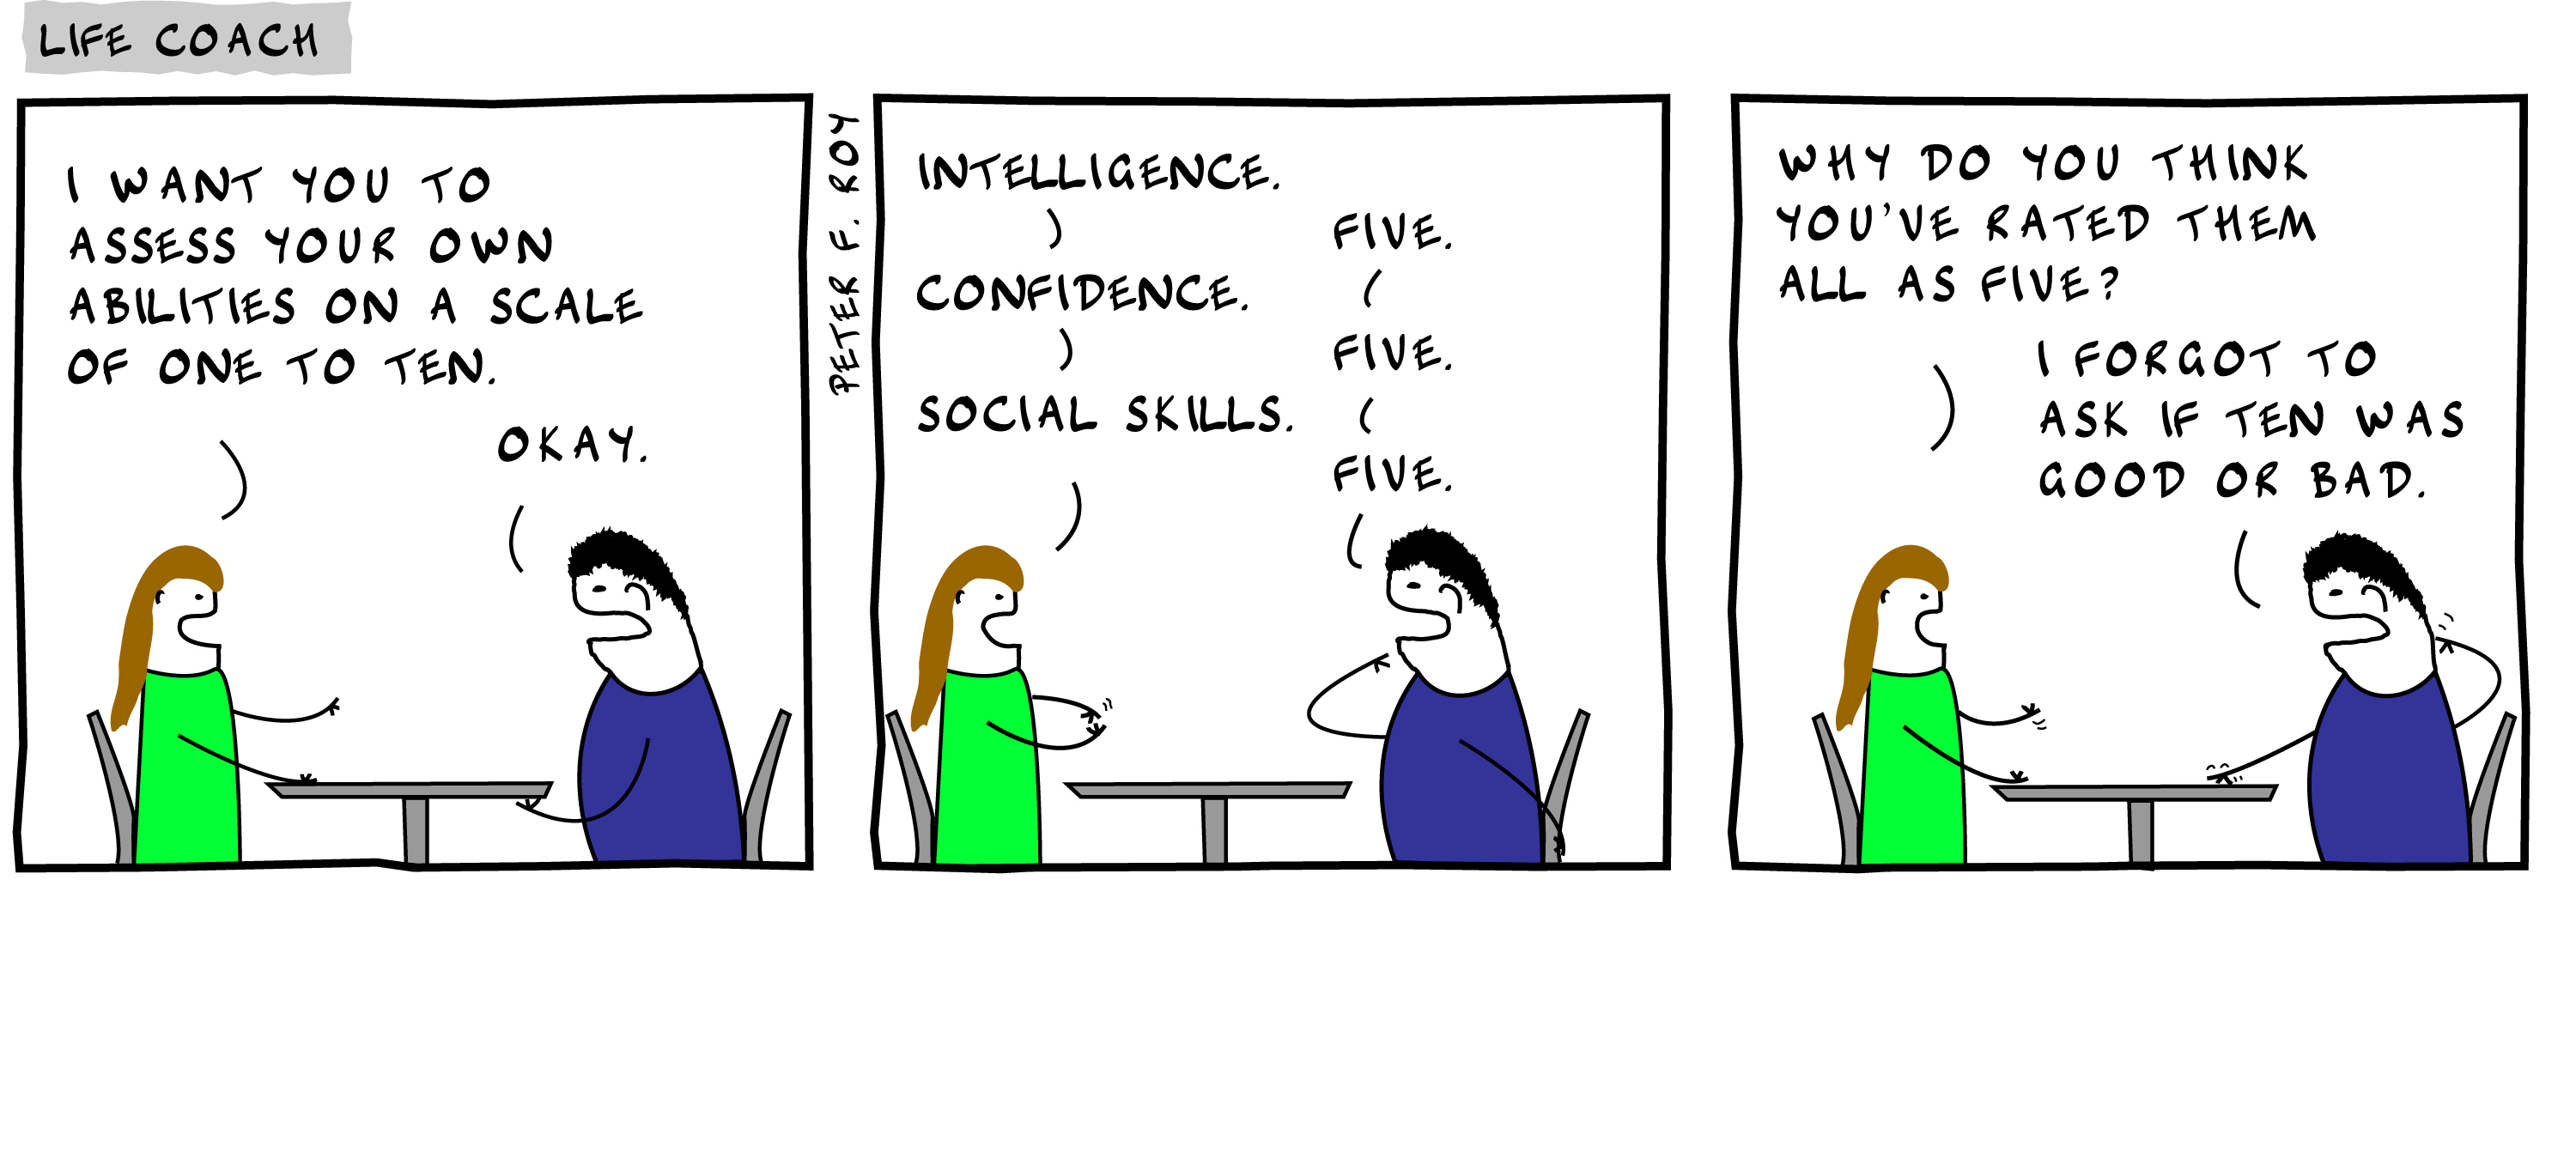 LIFE COACH
I WANT YOU TO
ASSESS YOUR OWN
ABILITIES ON A SCALE
OF ONE TO TEN.
OKAY.
PETER F. ROY
INTELLIGENCE.
FIVE.
CONFIDENCE.
FIVE.
SOCIAL SKILLS.
FIVE.
WHY DO YOU THINK
YOU'VE RATED THEM
ALL AS FIVE?
I FORGOT TO
ASK IF TEN WAS
GOOD OR BAD.